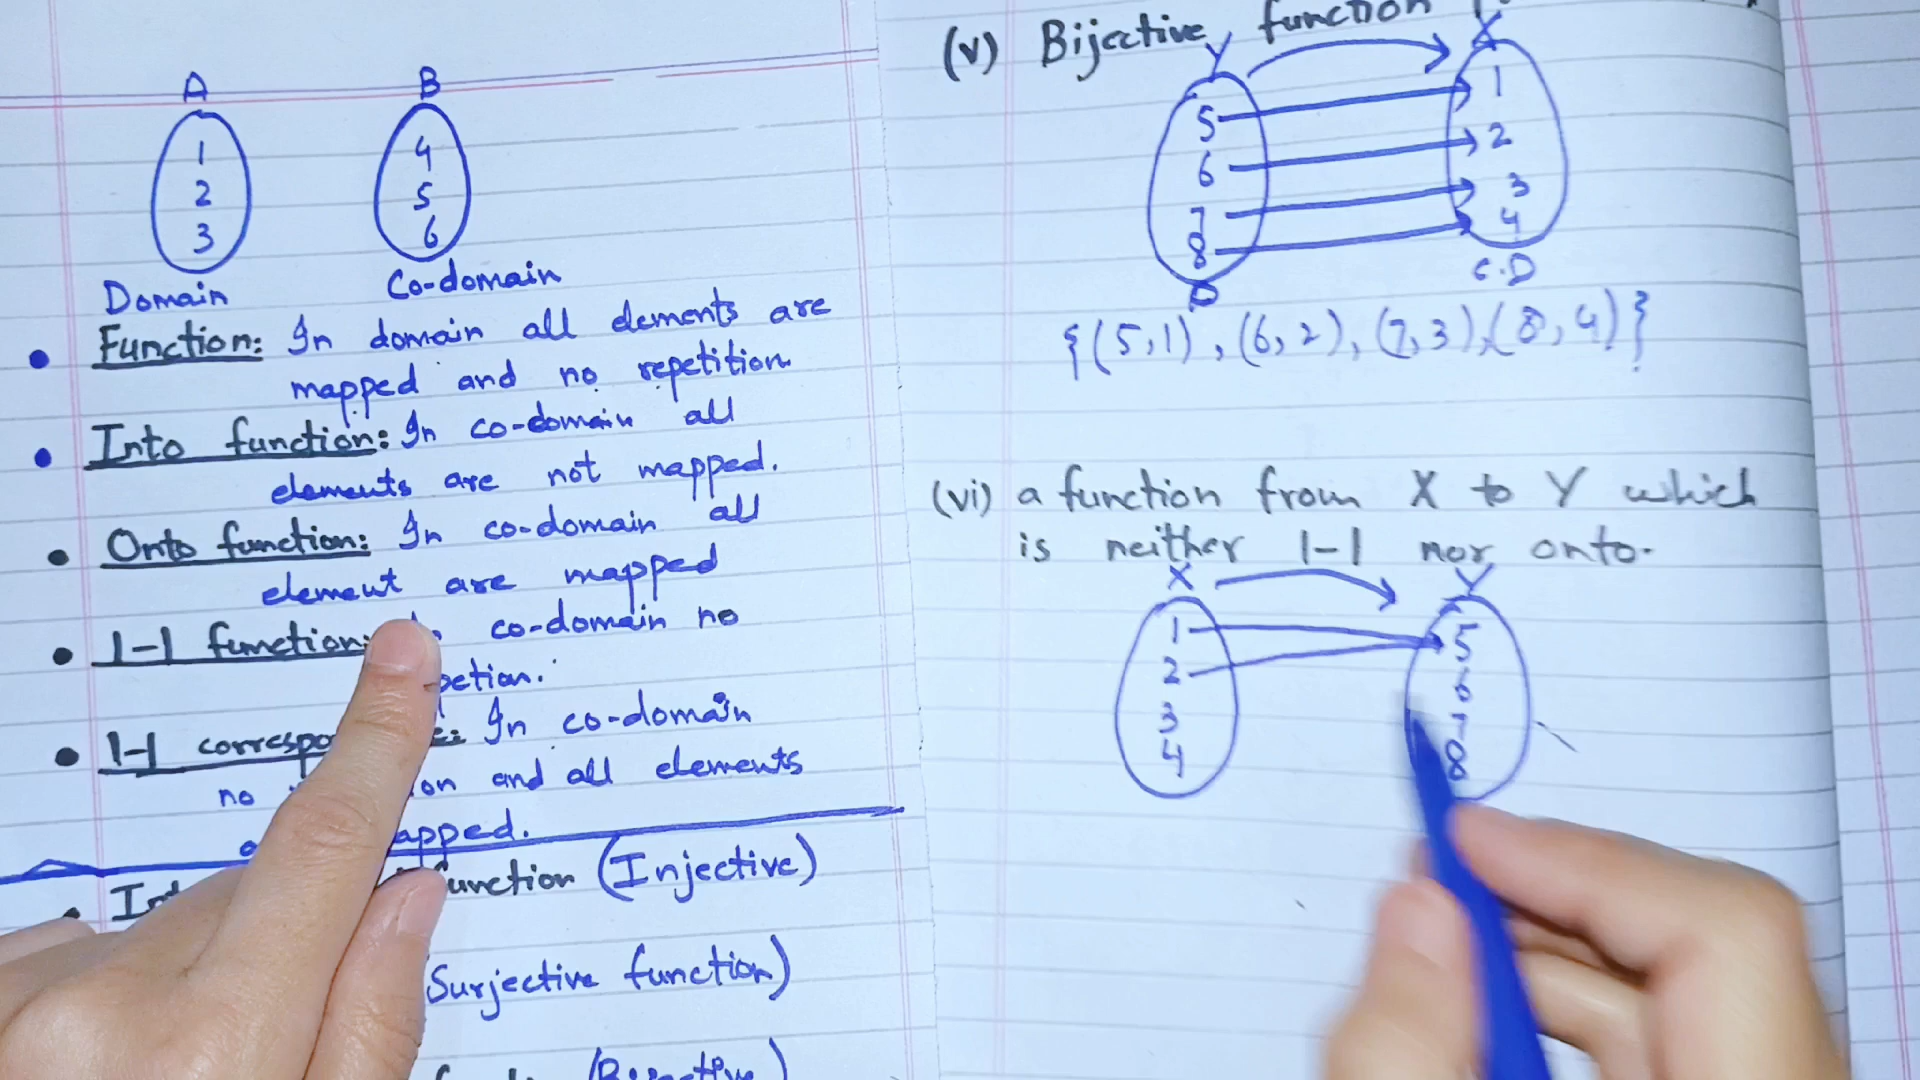 A B
1 4
2 5
3 6
Domain Co-domain
Function: In domain all elements are
mapped and no repetition
Into function: In co-domain all
elements are not mapped.
Onto function: In co-domain all
element are mapped
1-1 function: co-domain no
petion.
1-1 correspo In co-domain
no on and all elements
apped.
function (Injective)
(Surjective function)
(v) Bijective function
Y X
5 1
6 2
7 3
8 4
D C.D
{(5,1), (6,2), (7,3), (8,4)}
(vi) a function from X to Y which
is neither 1-1 nor onto.
X Y
1 5
2 6
3 7
4 8